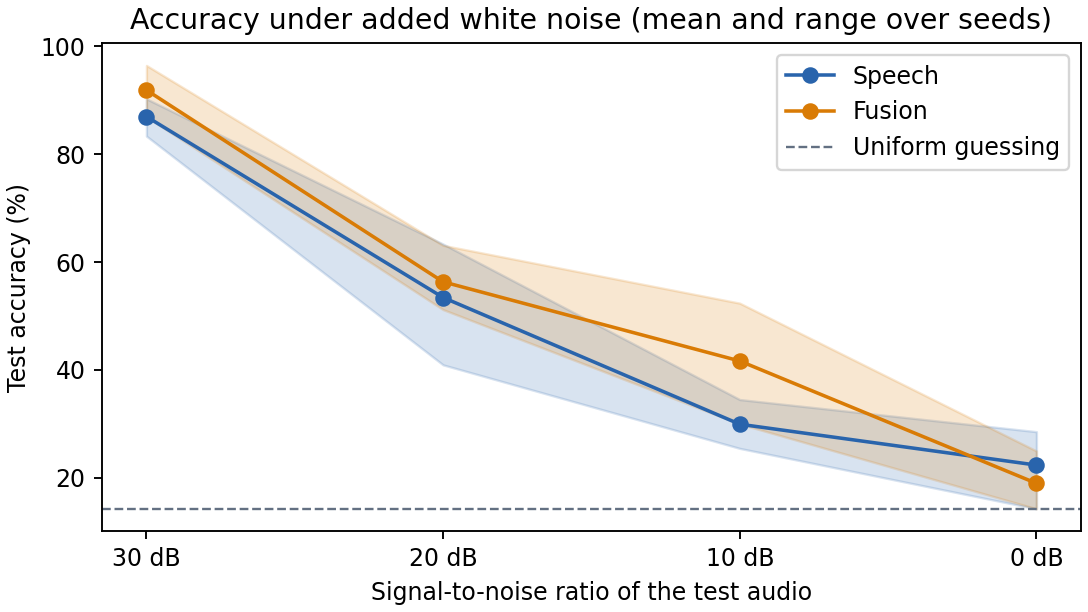 Accuracy under added white noise (mean and range over seeds)
Test accuracy (%)
100
80
60
40
20
Speech
Fusion
Uniform guessing
30 dB
20 dB
10 dB
0 dB
Signal-to-noise ratio of the test audio